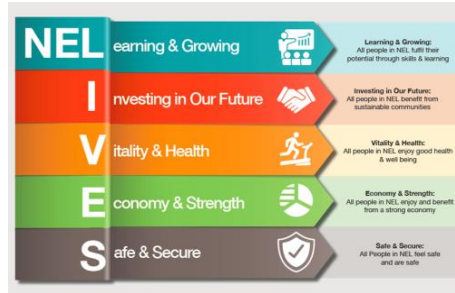 NEL earning & Growing
Learning & Growing:
All people in NEL fulfil their
potential through skills & learning
I nvesting in Our Future
Investing in Our Future:
All people in NEL benefit from
sustainable communities
V itality & Health
Vitality & Health:
All people in NEL enjoy good health
& well being
E conomy & Strength
Economy & Strength:
All people in NEL enjoy and benefit
from a strong economy
S afe & Secure
Safe & Secure:
All People in NEL feel safe
and are safe